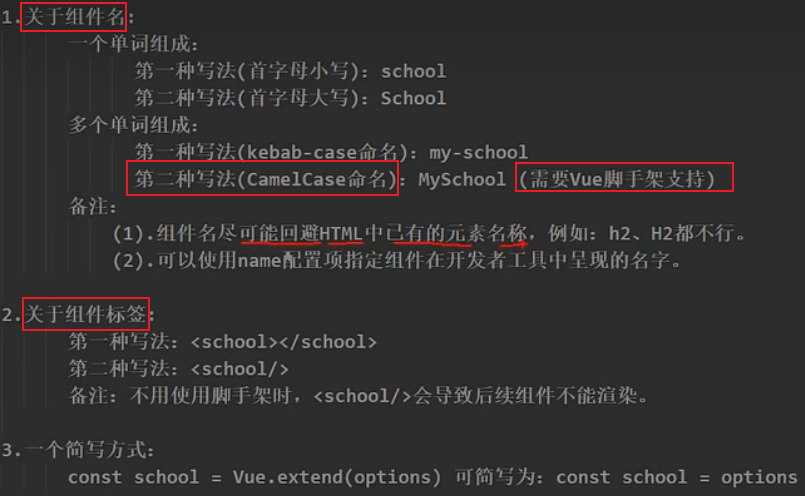 1.关于组件名:
一个单词组成:
第一种写法(首字母小写): school
第二种写法(首字母大写): School
多个单词组成:
第一种写法(kebab-case命名): my-school
第二种写法(CamelCase命名): MySchool (需要Vue脚手架支持)
备注:
(1).组件名尽可能回避HTML中已有的元素名称，例如: h2、H2都不行。
(2).可以使用name配置项指定组件在开发者工具中呈现的名字。
2.关于组件标签:
第一种写法: <school></school>
第二种写法: <school/>
备注: 不用使用脚手架时，<school/>会导致后续组件不能渲染。
3.一个简写方式:
const school = Vue.extend(options) 可简写为: const school = options